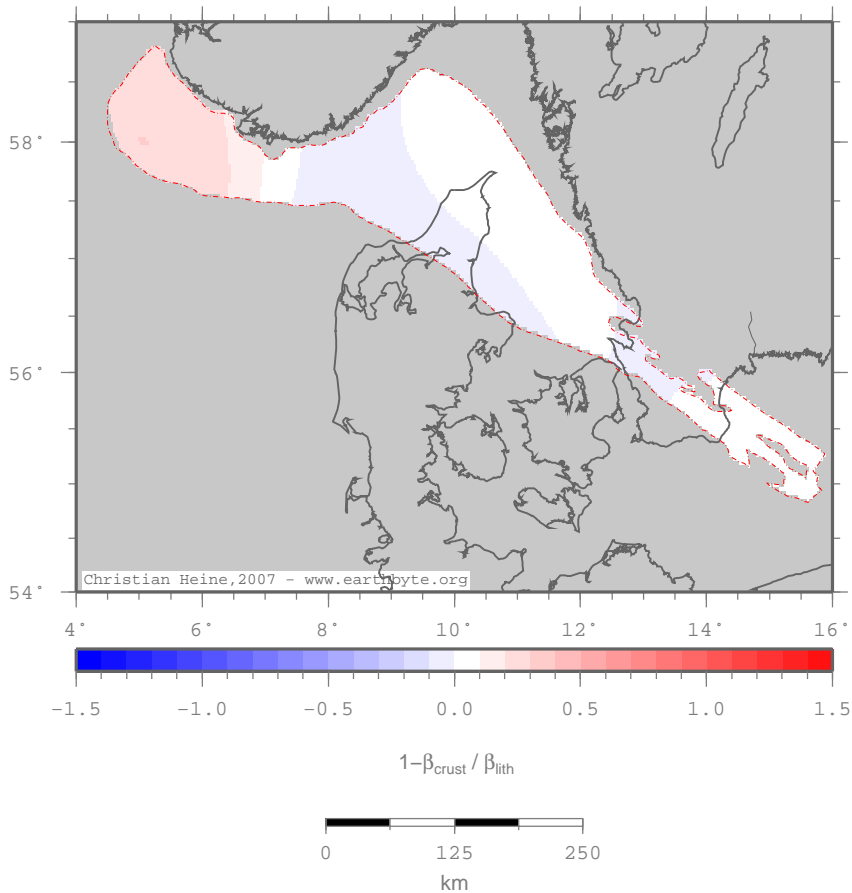 58°
56°
54°
Christian Heine,2007 - www.earthbyte.org
4 6 8 10 12 14 16°
-1.5 -1.0 -0.5 0.0 0.5 1.0 1.5
1-βcrust / βlith
0 125 250
km